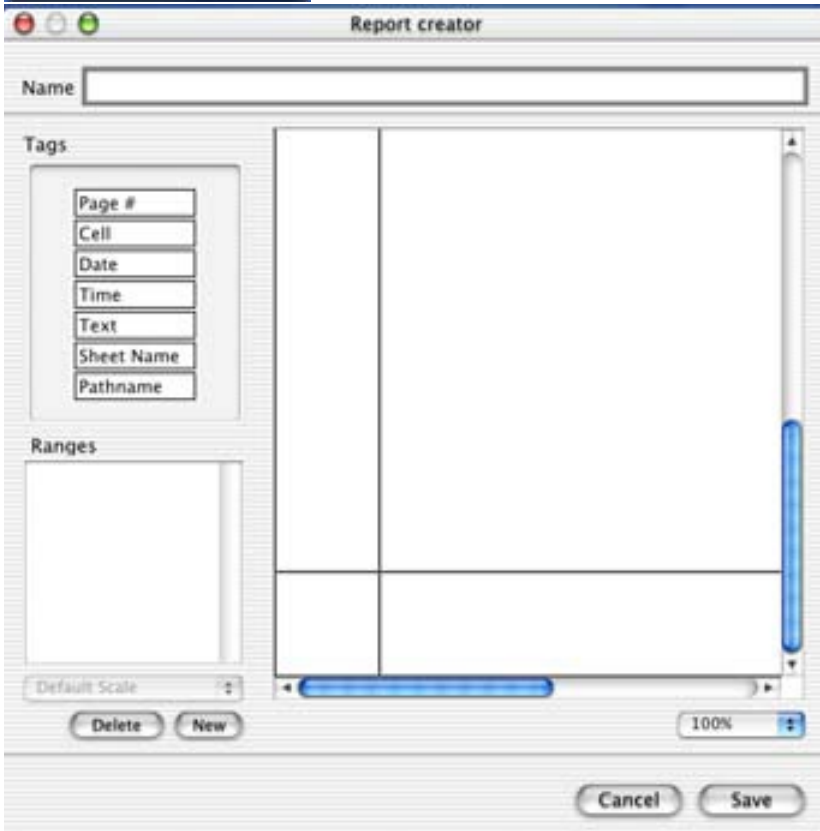 Report creator
Name
Tags
Page #
Cell
Date
Time
Text
Sheet Name
Pathname
Ranges
Default Scale
Delete New
100%
Cancel Save